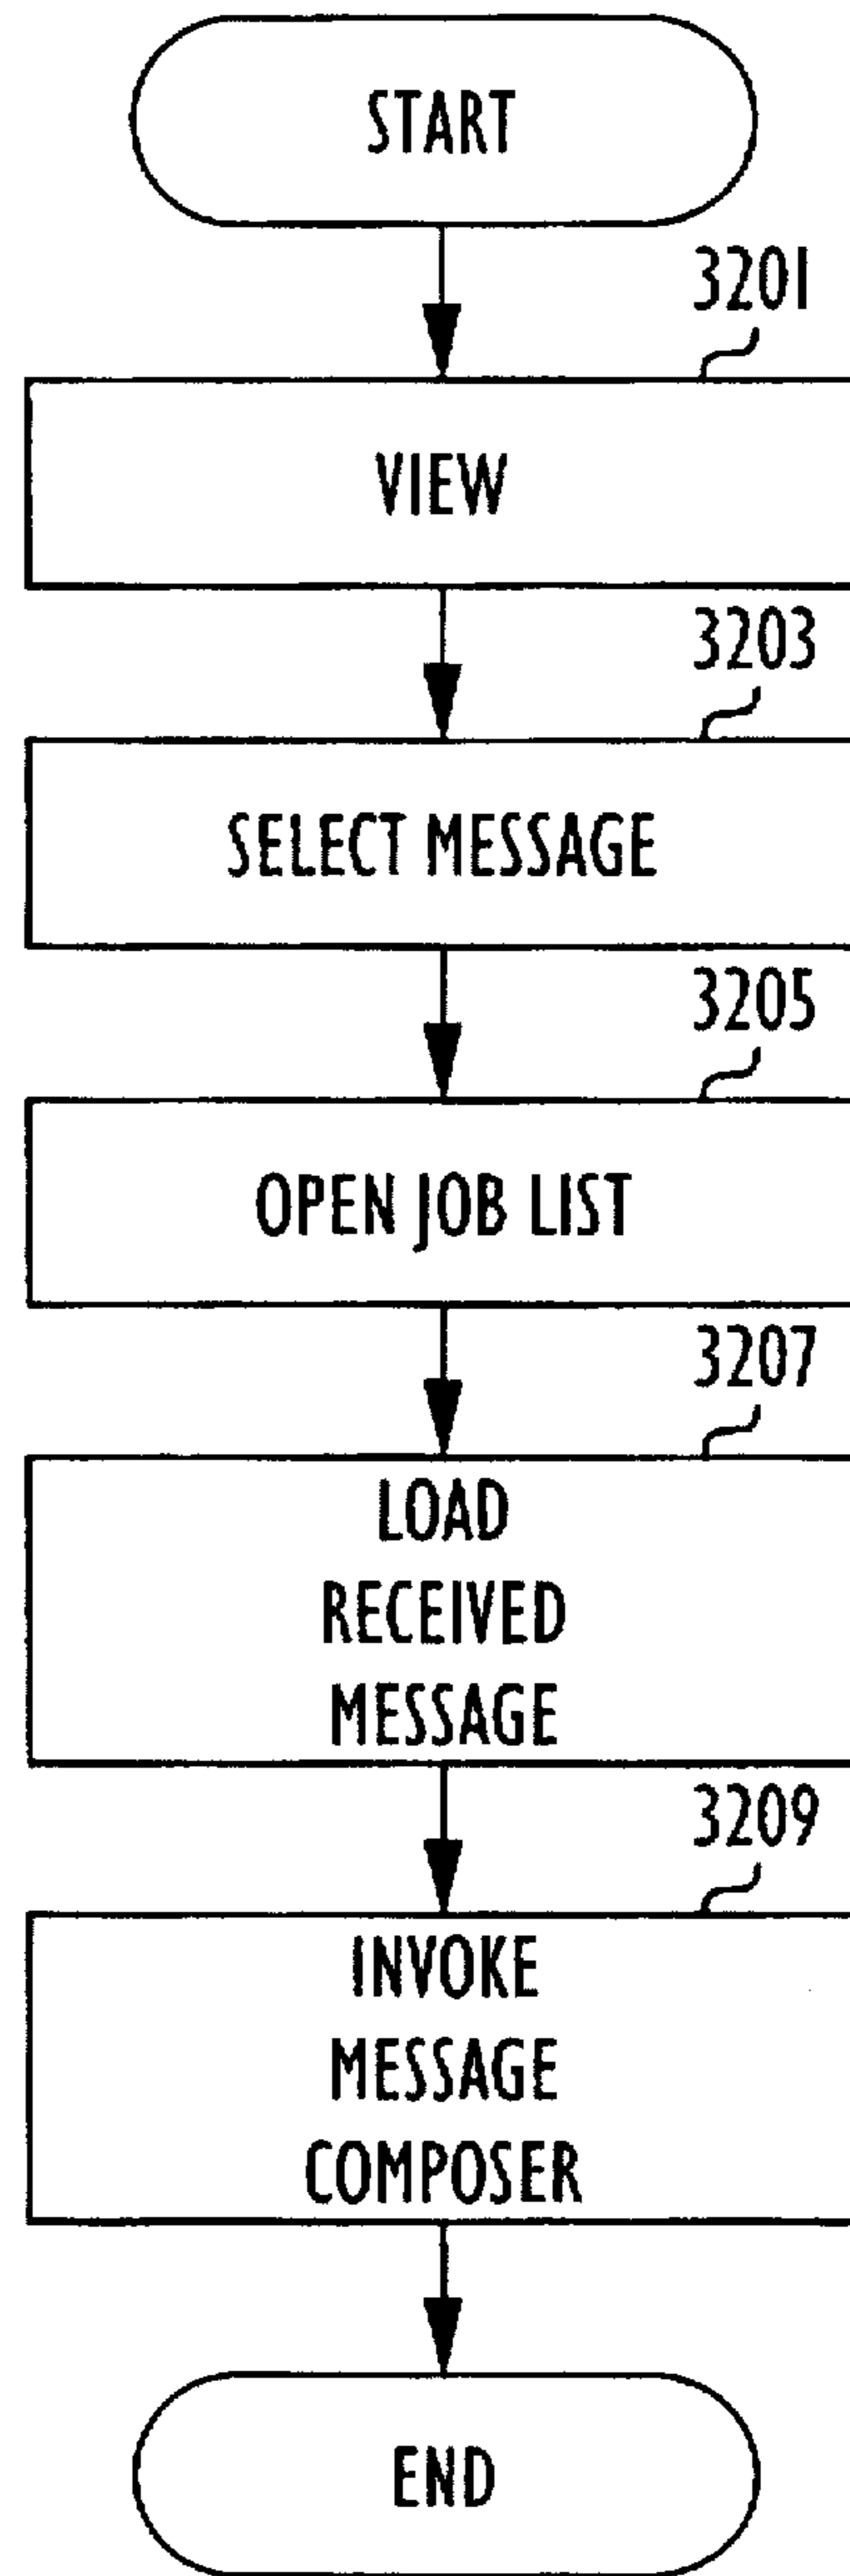 START
3201
VIEW
3203
SELECT MESSAGE
3205
OPEN JOB LIST
3207
LOAD
RECEIVED
MESSAGE
3209
INVOKE
MESSAGE
COMPOSER
END